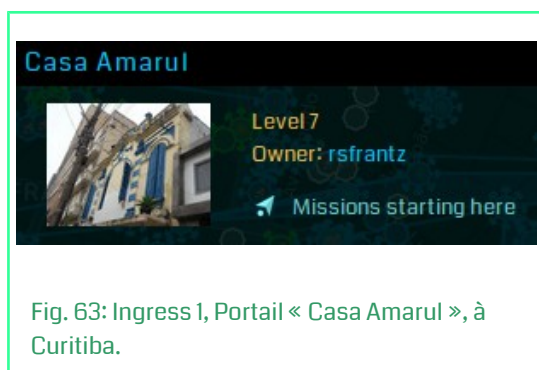 Casa Amarul
Level 7
Owner: rsfrantz
Missions starting here
Fig. 63: Ingress 1, Portail « Casa Amarul », à
Curitiba.